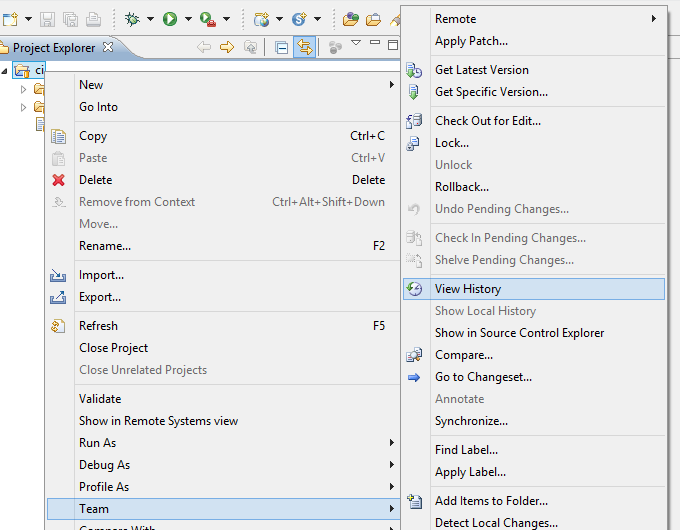 Project Explorer
ci
New
Go Into
Copy Ctrl+C
Paste Ctrl+V
Delete Delete
Remove from Context Ctrl+Alt+Shift+Down
Move...
Rename... F2
Import...
Export...
Refresh F5
Close Project
Close Unrelated Projects
Validate
Show in Remote Systems view
Run As
Debug As
Profile As
Team
Compare With
Remote
Apply Patch...
Get Latest Version
Get Specific Version...
Check Out for Edit...
Lock...
Unlock
Rollback...
Undo Pending Changes...
Check In Pending Changes...
Shelve Pending Changes...
View History
Show Local History
Show in Source Control Explorer
Compare...
Go to Changeset...
Annotate
Synchronize...
Find Label...
Apply Label...
Add Items to Folder...
Detect Local Changes...